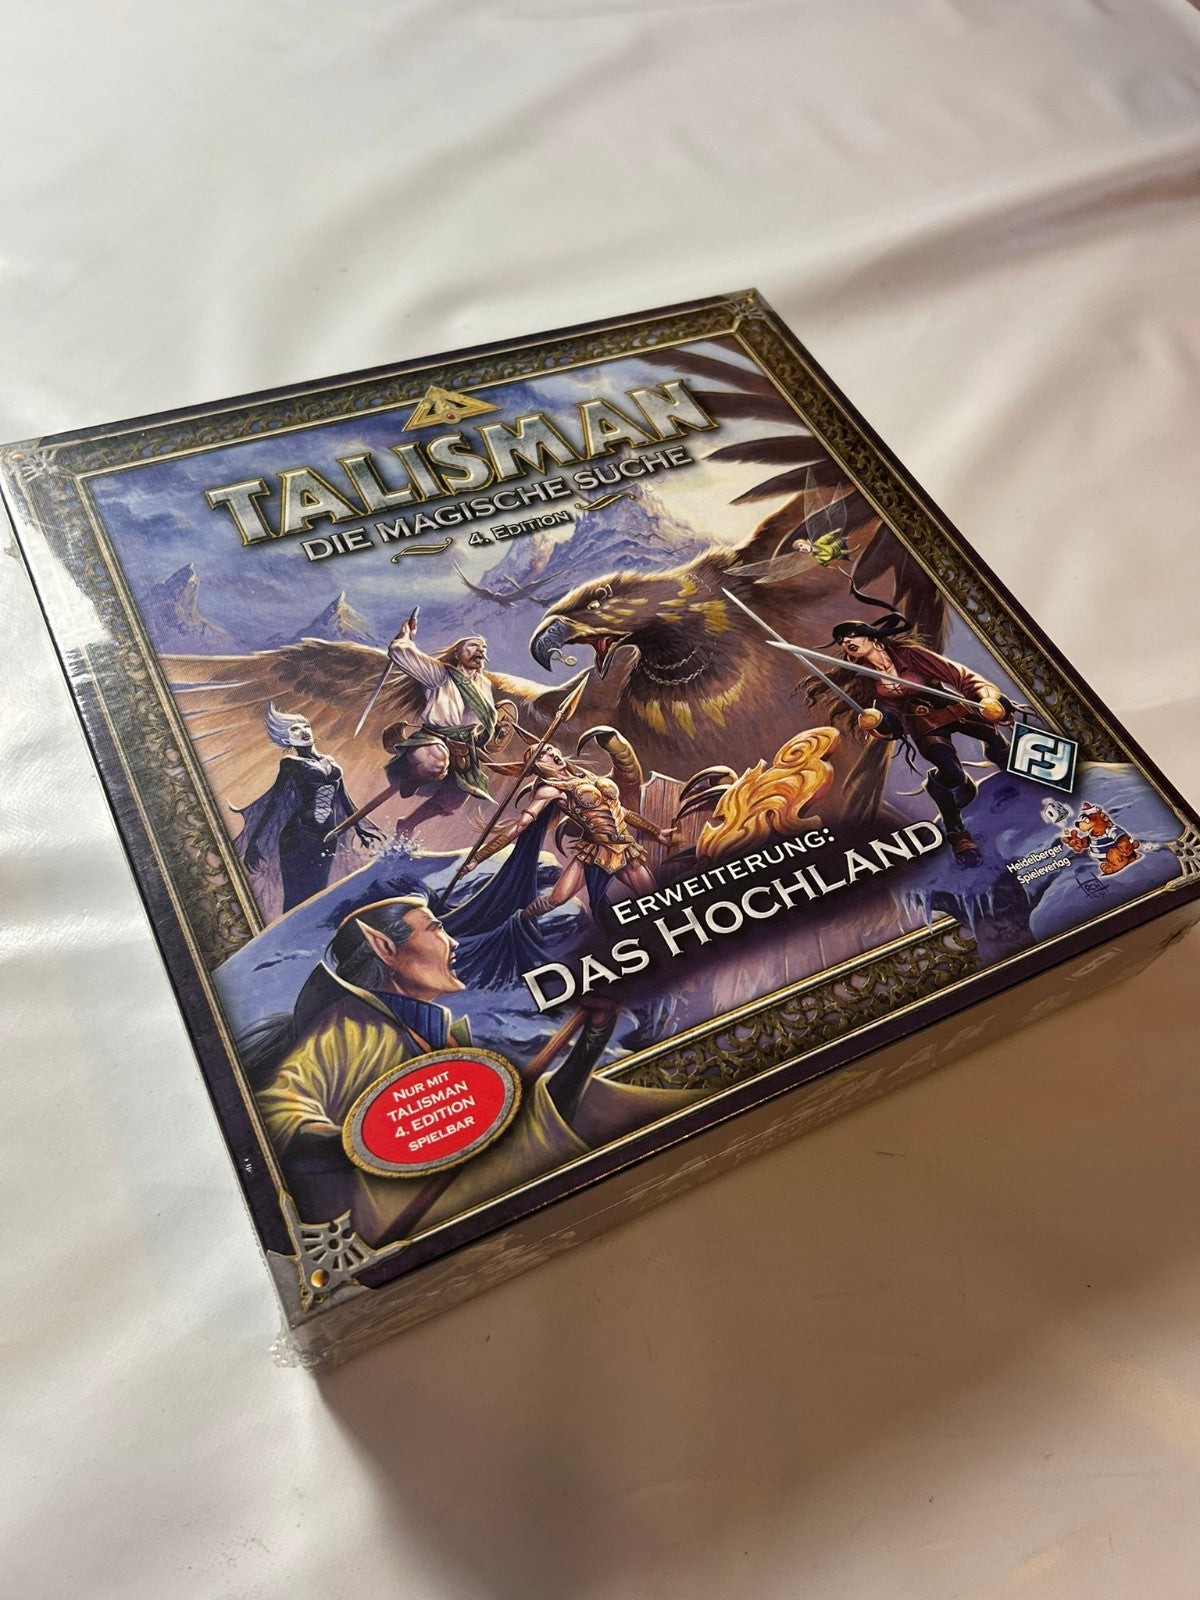 TALISMAN
DIE MAGISCHE SUCHE
4. EDITION
ERWEITERUNG:
DAS HOCHLAND
Heidelberger
Spieleverlag
NUR MIT
TALISMAN
4. EDITION
SPIELBAR